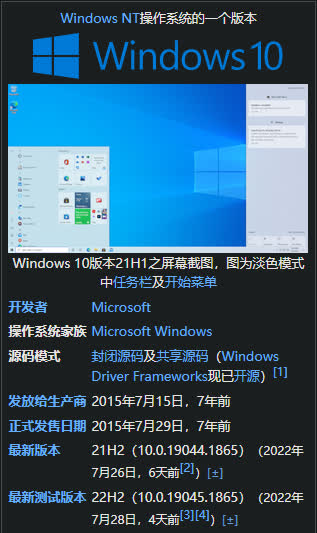 Windows NT操作系统的一个版本
Windows 10
Windows 10版本21H1之屏幕截图，图为淡色模式
中任务栏及开始菜单
开发者 Microsoft
操作系统家族 Microsoft Windows
源码模式 封闭源码及共享源码（Windows
Driver Frameworks现已开源）[1]
发放给生产商 2015年7月15日，7年前
正式发售日期 2015年7月29日，7年前
最新版本 21H2（10.0.19044.1865）（2022年
7月26日，6天前[2]）[±]
最新测试版本 22H2（10.0.19045.1865）（2022年
7月28日，4天前[3][4]）[±]